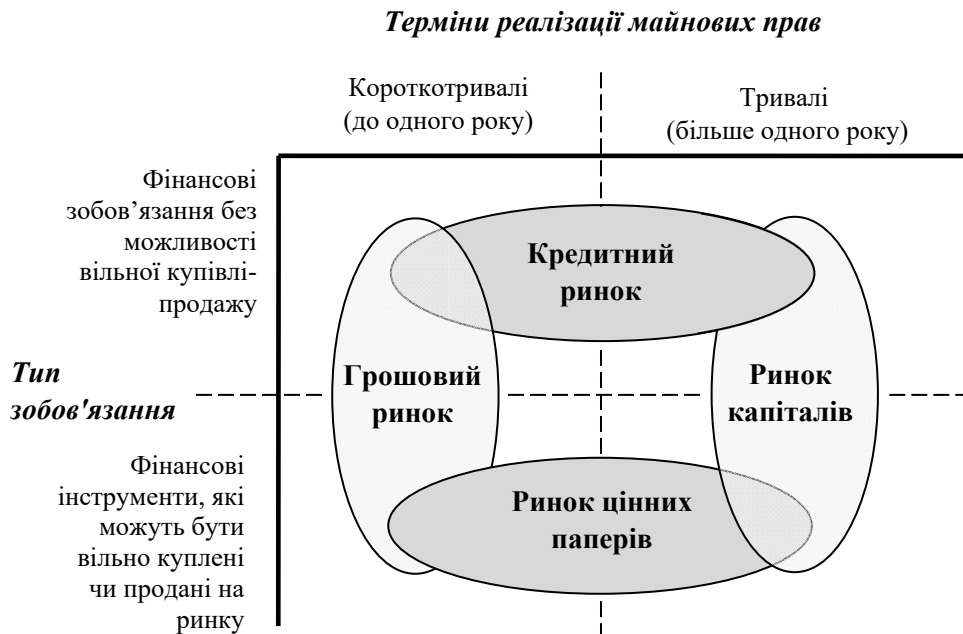 Терміни реалізації майнових прав
Короткотривалі
(до одного року)
Тривалі
(більше одного року)
Фінансові
зобов’язання без
можливості
вільної купівлі-
продажу
Кредитний
ринок
Тип
зобов'язання
Грошовий
ринок
Ринок
капіталів
Фінансові
інструменти, які
можуть бути
вільно куплені
чи продані на
ринку
Ринок цінних
паперів